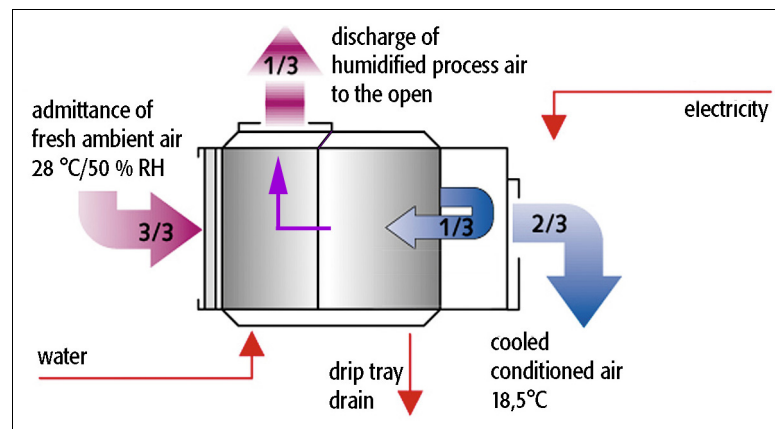 discharge of
humidified process air
to the open
1/3
admittance of
fresh ambient air
28 °C/50 % RH
electricity
3/3
1/3
2/3
water
drip tray
drain
cooled
conditioned air
18,5°C